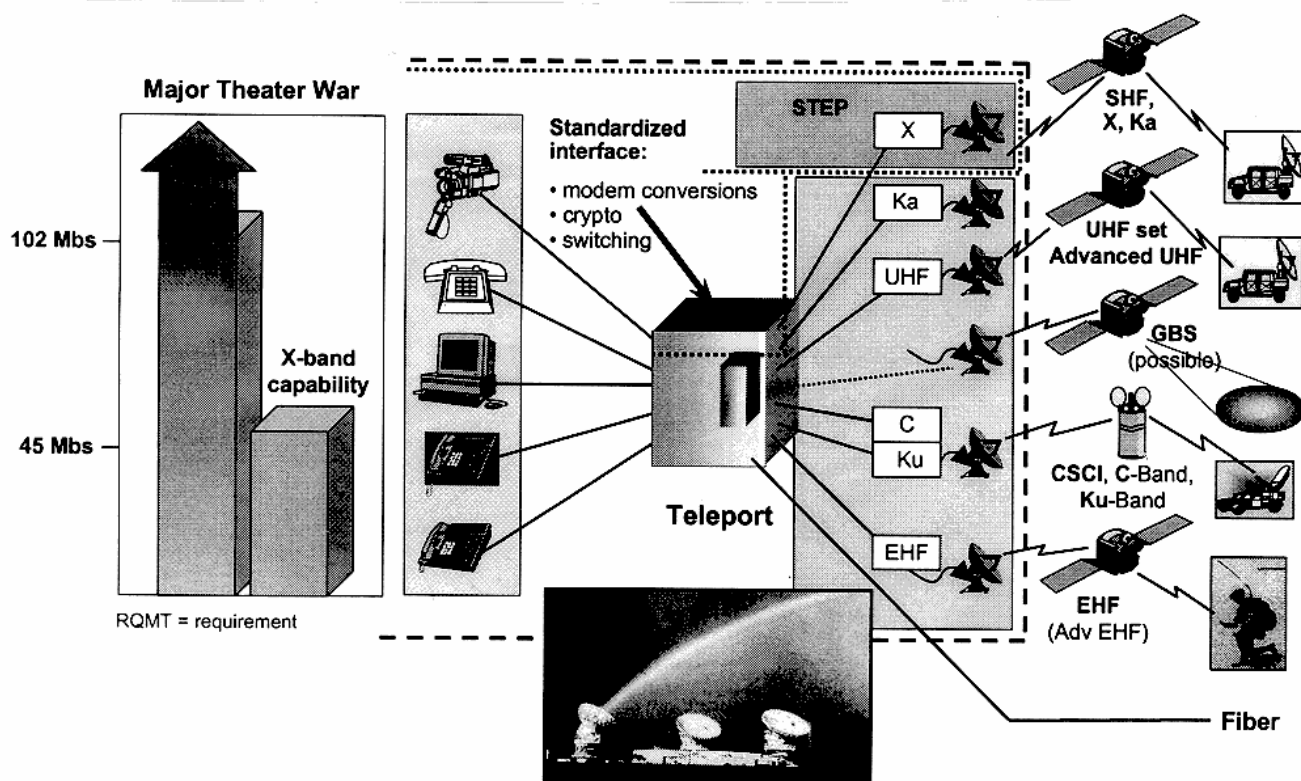 Major Theater War
102 Mbs
45 Mbs
X-band
capability
RQMT = requirement
Standardized
interface:
• modem conversions
• crypto
• switching
Teleport
STEP
X
Ka
UHF
C
Ku
EHF
SHF,
X, Ka
UHF set
Advanced UHF
GBS
(possible)
CSCI, C-Band,
Ku-Band
EHF
(Adv EHF)
Fiber